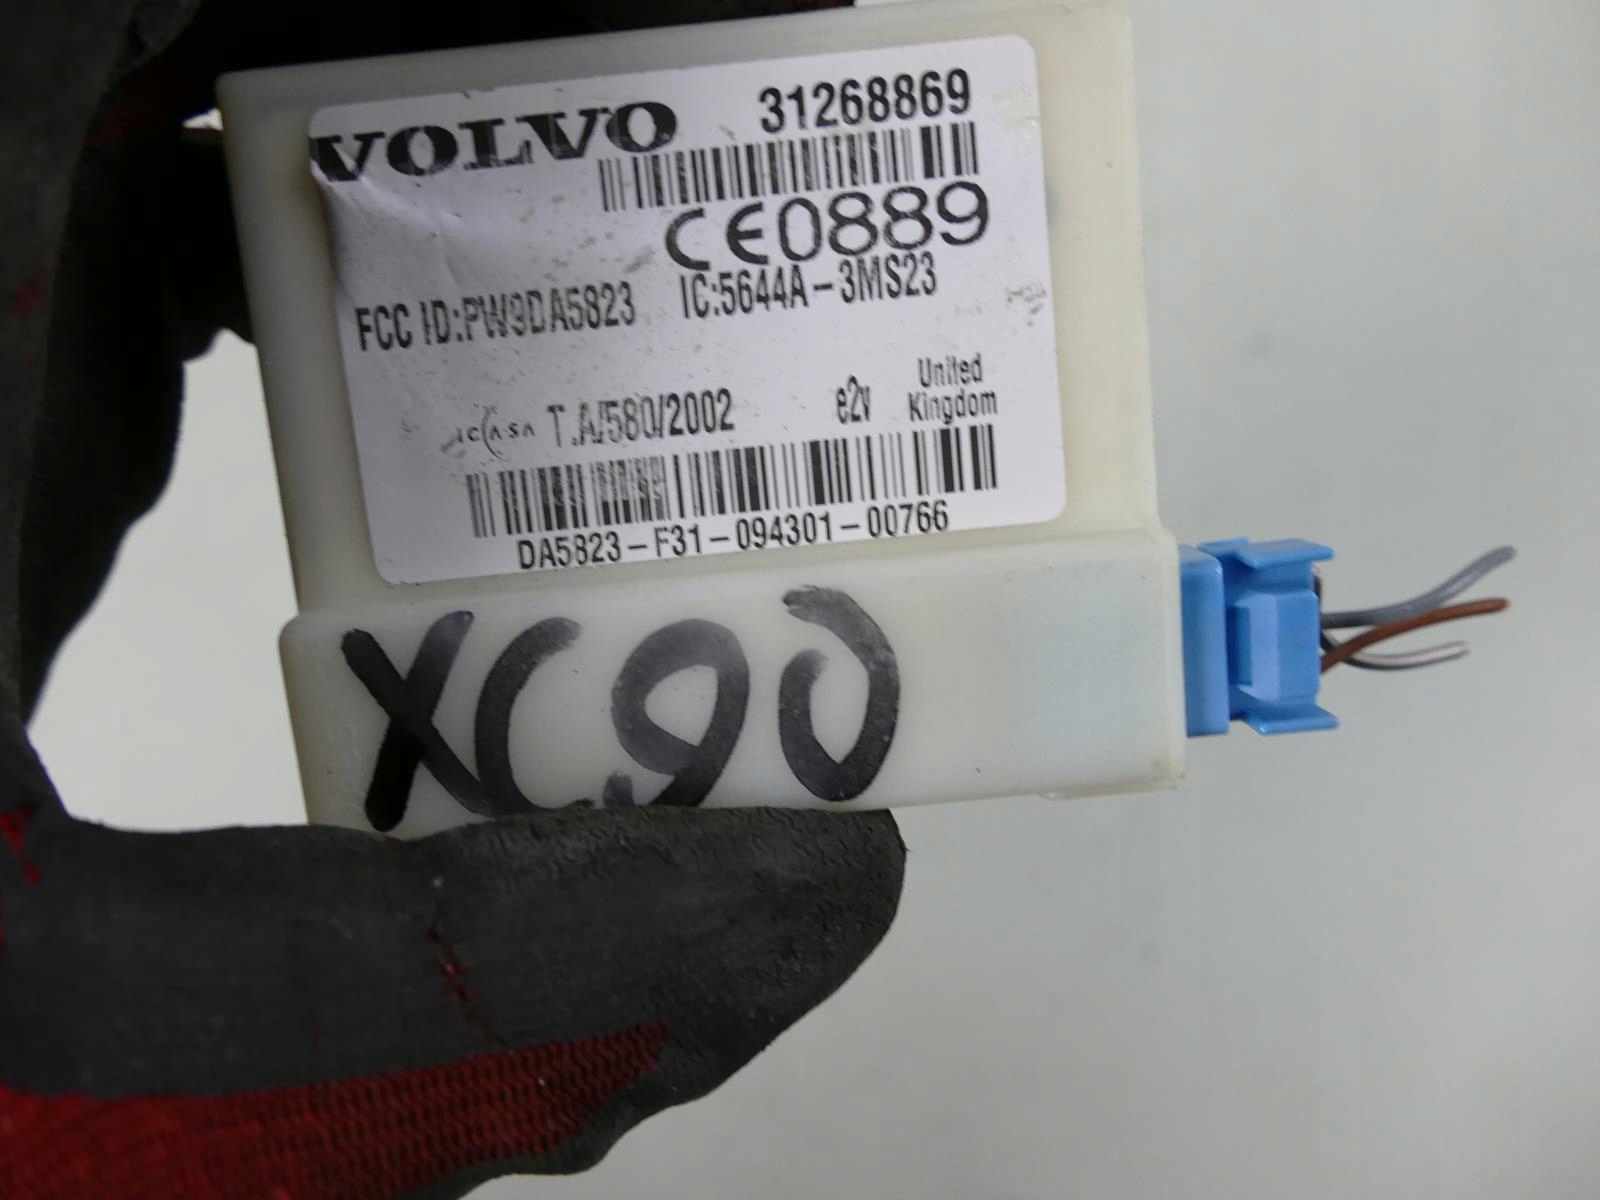 VOLVO 31268869
CE0889
FCC ID:PW9DA5823 IC:5644A-3MS23
ICASA T.A/580/2002 e2v United Kingdom
DA5823-F31-094301-00766
XC90